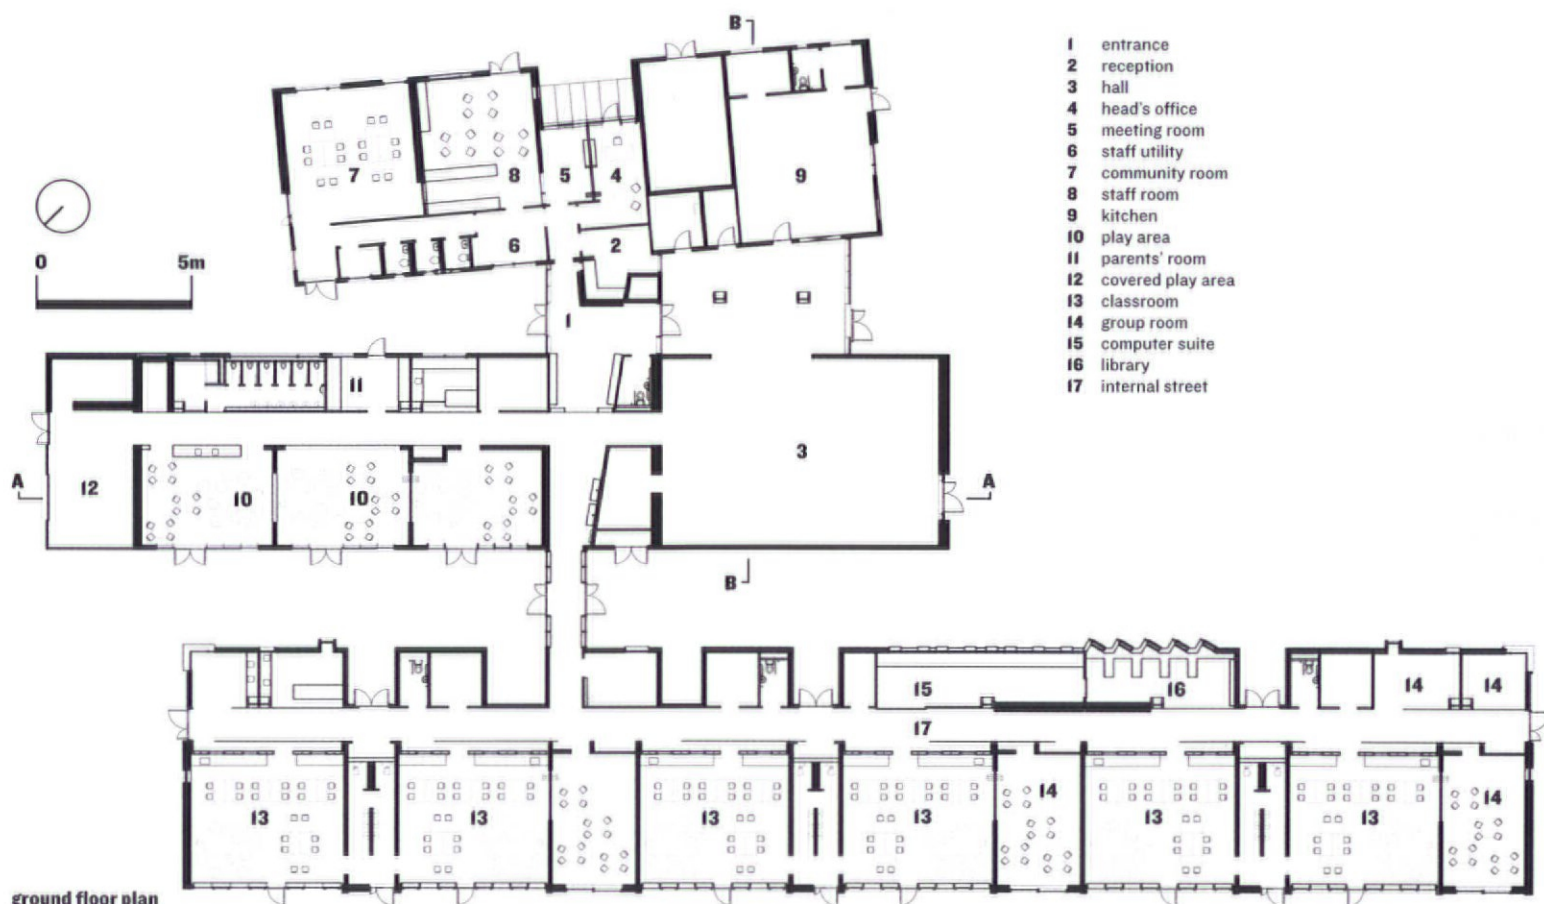 B
1 entrance
2 reception
3 hall
4 head's office
5 meeting room
6 staff utility
7 community room
8 staff room
9 kitchen
10 play area
11 parents' room
12 covered play area
13 classroom
14 group room
15 computer suite
16 library
17 internal street
7
8
5
4
9
6
2
0 5m
1
11
3
A
12
10
10
A
B
15
16
14
14
17
13
13
13
13
14
13
13
14
ground floor plan